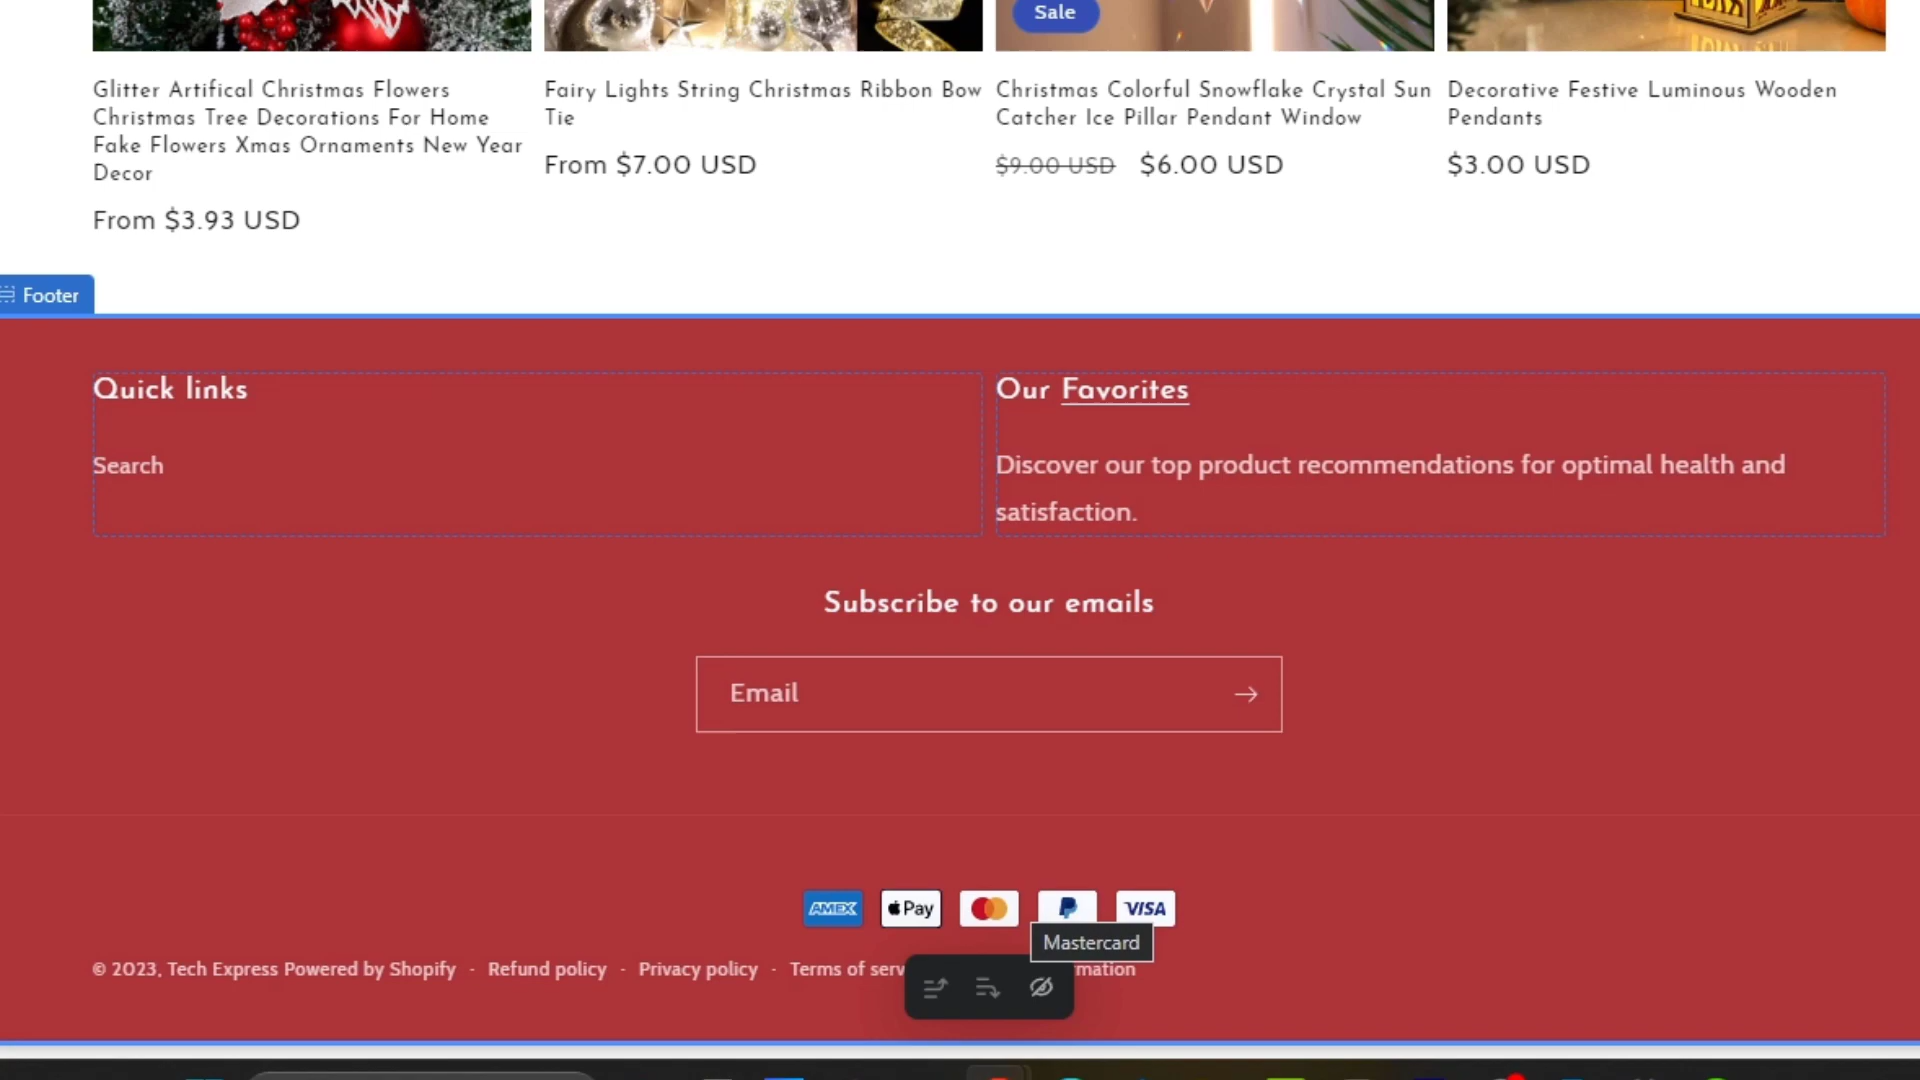 Sale
Glitter Artifical Christmas Flowers
Christmas Tree Decorations For Home
Fake Flowers Xmas Ornaments New Year
Decor
From $3.93 USD
Fairy Lights String Christmas Ribbon Bow
Tie
From $7.00 USD
Christmas Colorful Snowflake Crystal Sun
Catcher Ice Pillar Pendant Window
$9.00 USD $6.00 USD
Decorative Festive Luminous Wooden
Pendants
$3.00 USD
Footer
Quick links
Search
Our Favorites
Discover our top product recommendations for optimal health and
satisfaction.
Subscribe to our emails
Email
AMEX Pay VISA
Mastercard
© 2023, Tech Express Powered by Shopify · Refund policy · Privacy policy · Terms of serv mation